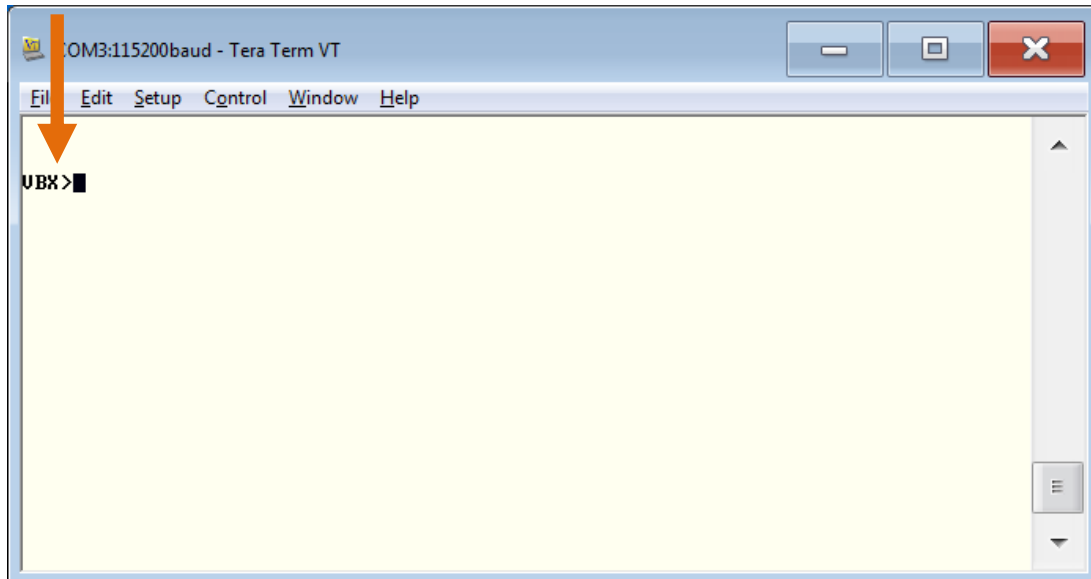 COM3:115200baud - Tera Term VT
File Edit Setup Control Window Help
VBX>